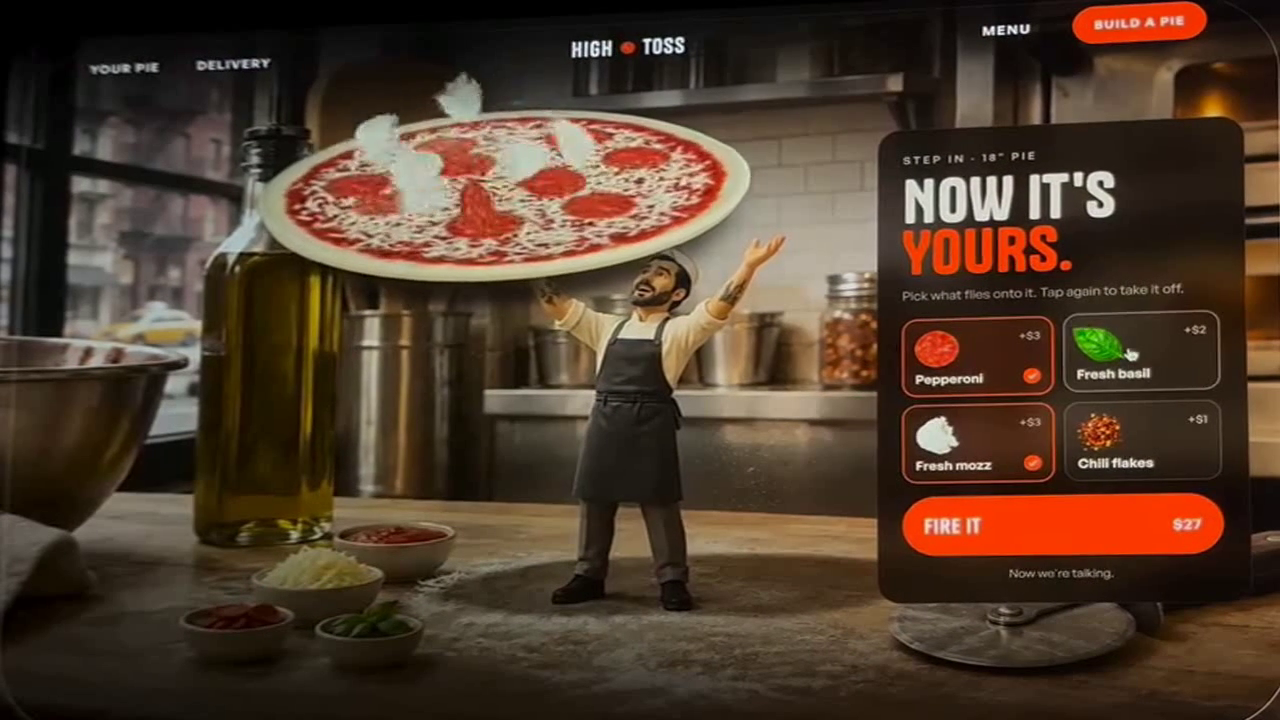 YOUR PIE
DELIVERY
HIGH TOSS
MENU
BUILD A PIE
STEP IN · 18" PIE
NOW IT'S
YOURS.
Pick what flies onto it. Tap again to take it off.
+$3
Pepperoni
+$2
Fresh basil
+$3
Fresh mozz
+$1
Chili flakes
FIRE IT
$27
Now we're talking.